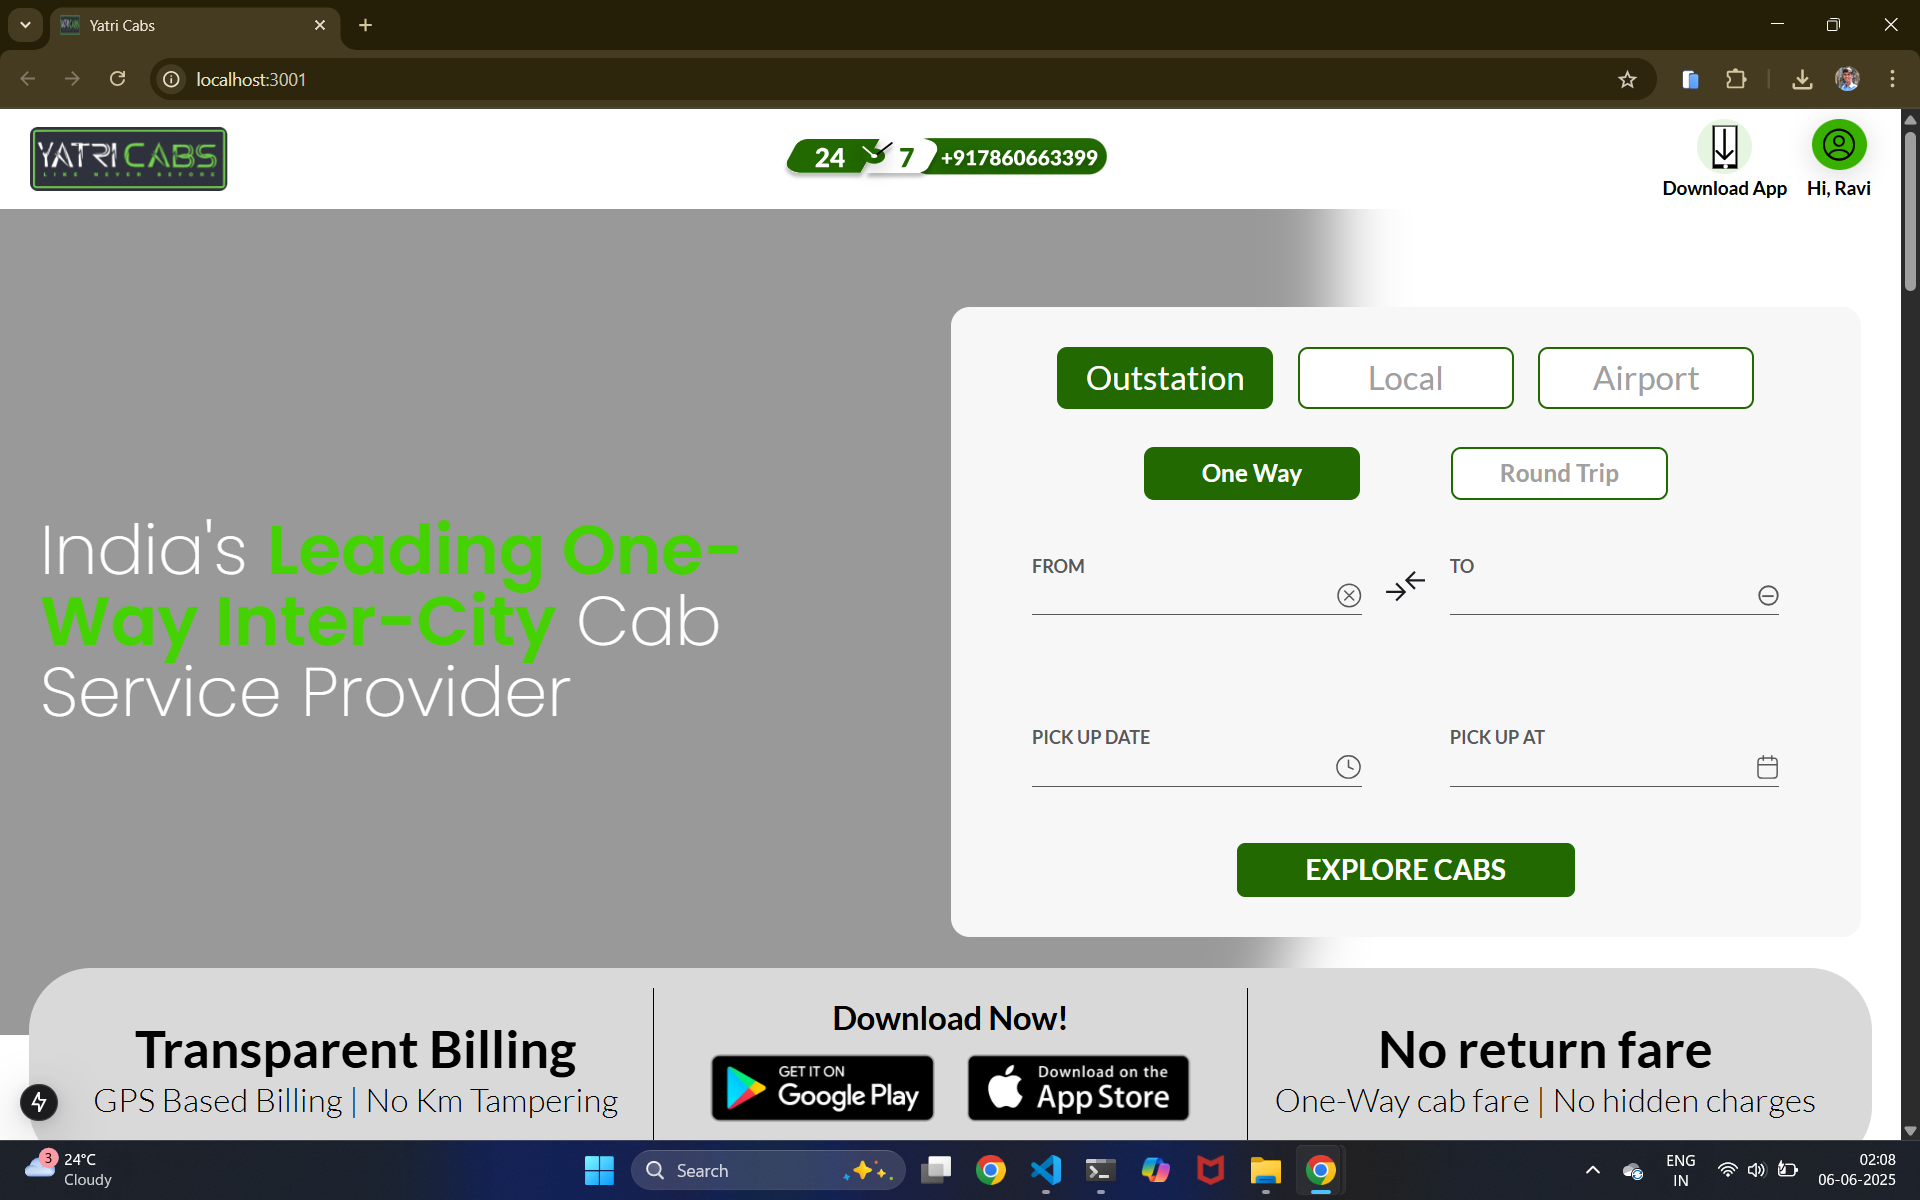 Yatri Cabs
localhost:3001
YATRI CABS
LIKE NEVER BEFORE
24 7 +917860663399
Download App
Hi, Ravi
Outstation
Local
Airport
One Way
Round Trip
India's Leading One-
Way Inter-City Cab
Service Provider
FROM
TO
PICK UP DATE
PICK UP AT
EXPLORE CABS
Transparent Billing
GPS Based Billing | No Km Tampering
Download Now!
GET IT ON
Google Play
Download on the
App Store
No return fare
One-Way cab fare | No hidden charges
3
24°C
Cloudy
Search
ENG
IN
02:08
06-06-2025